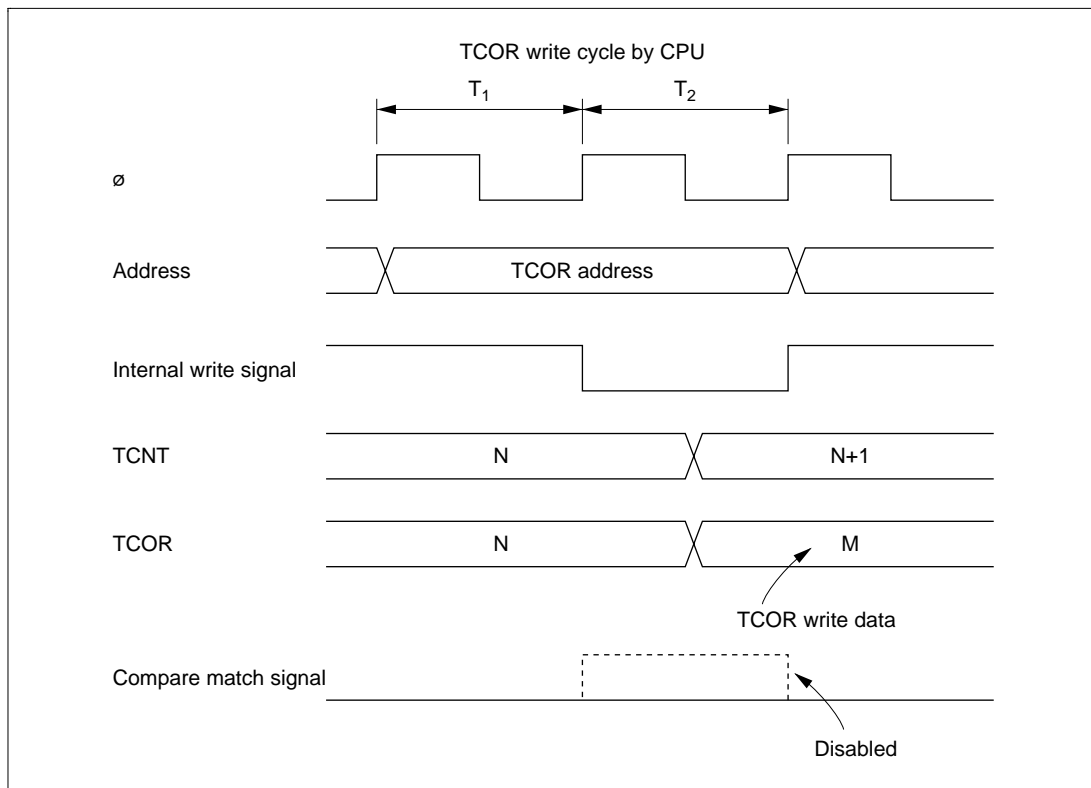 TCOR write cycle by CPU
T1 T2
ø
Address TCOR address
Internal write signal
TCNT N N+1
TCOR N M
TCOR write data
Compare match signal
Disabled